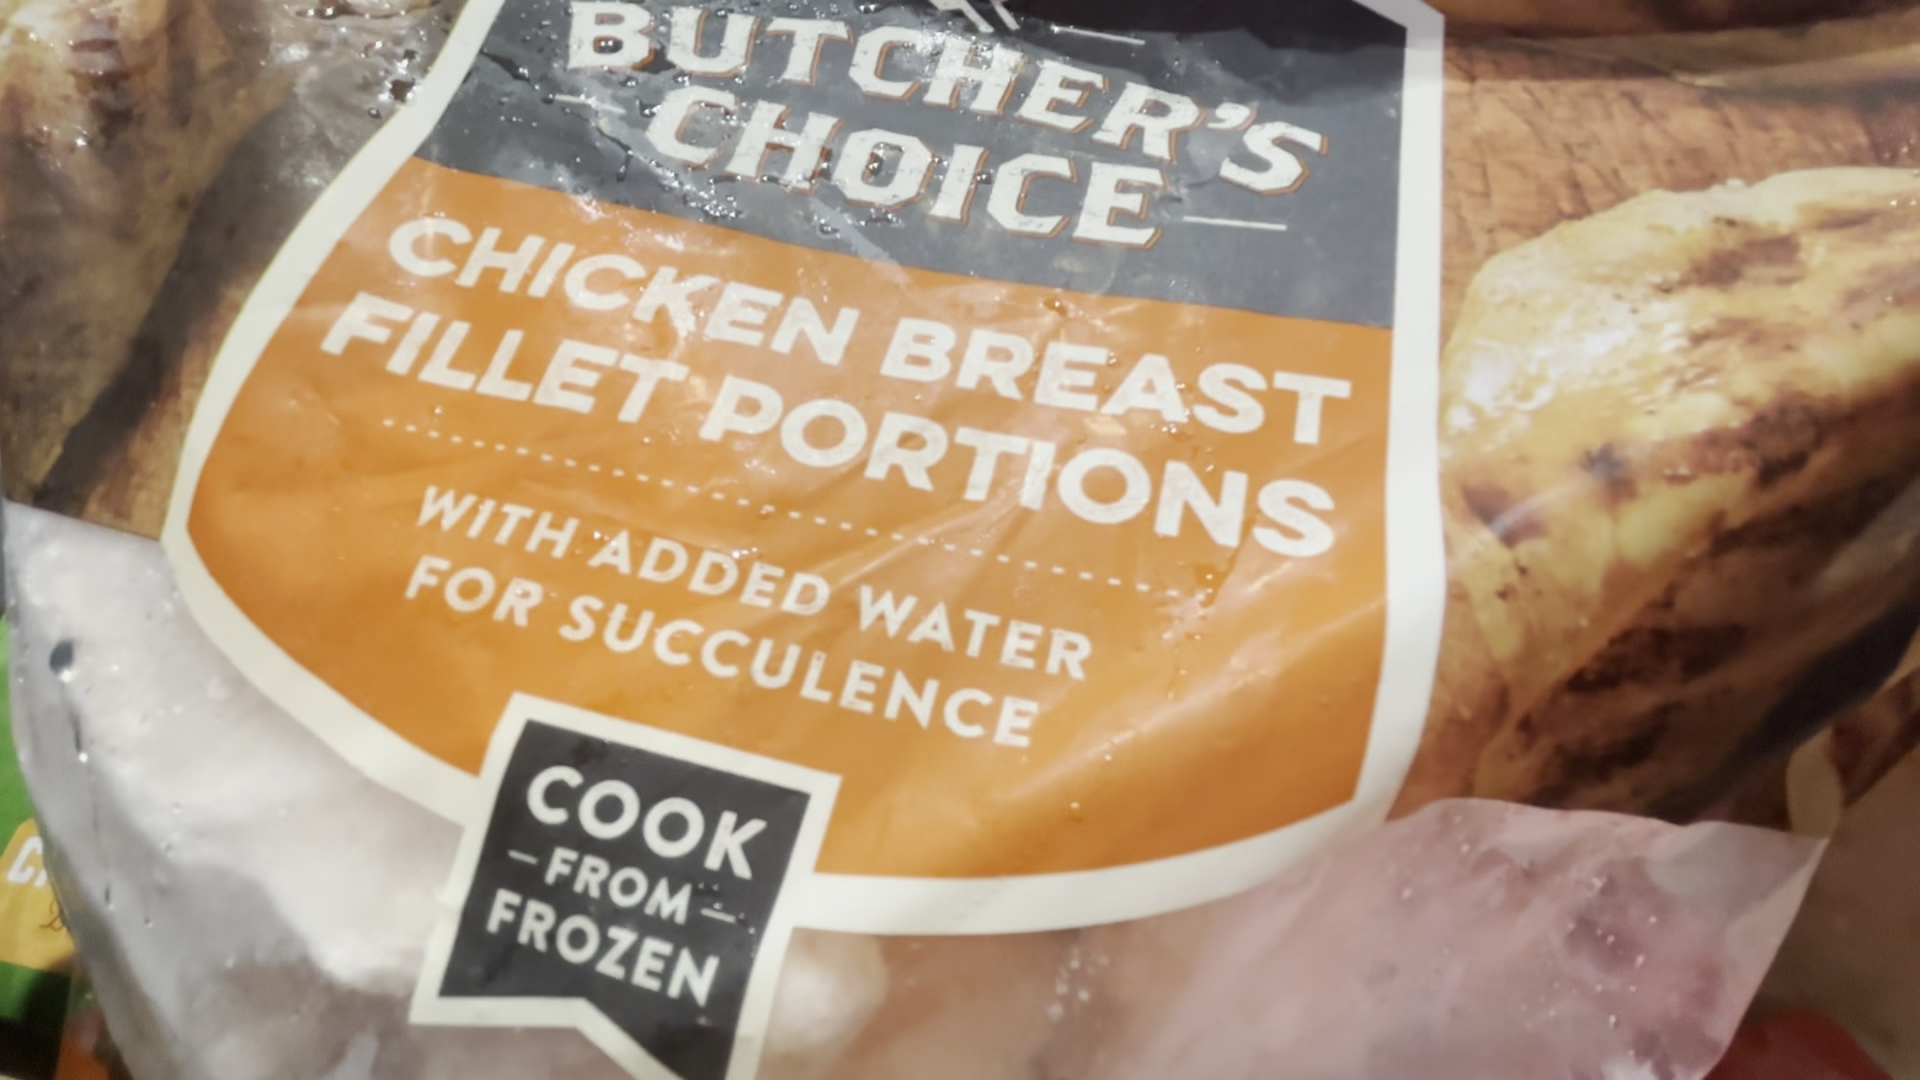 BUTCHER'S
CHOICE
CHICKEN BREAST
FILLET PORTIONS
WITH ADDED WATER
FOR SUCCULENCE
COOK
FROM
FROZEN